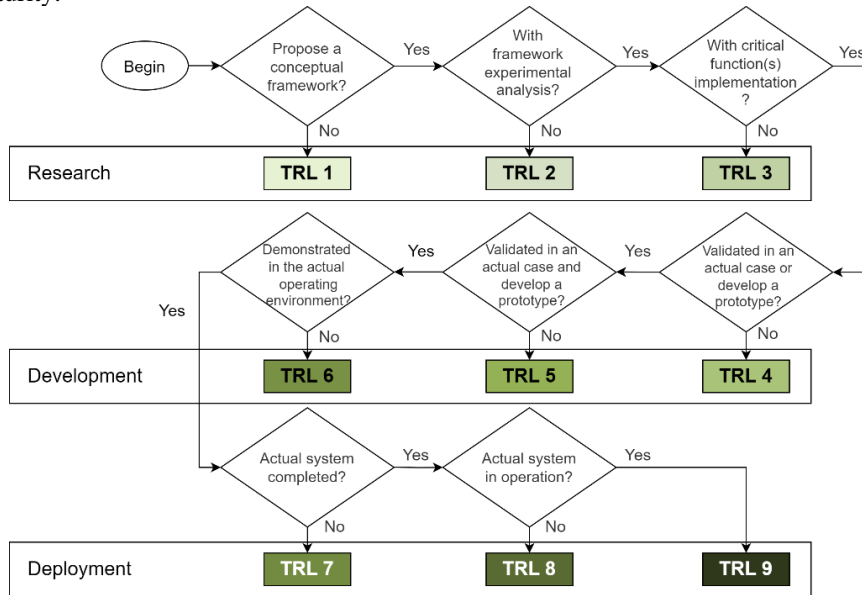 Propose a
conceptual
framework?
Yes
With
framework
experimental
analysis?
Yes
With critical
function(s)
implementation
?
Yes
Begin
No
No
No
Research
TRL 1
TRL 2
TRL 3
Demonstrated
in the actual
operating
environment?
Yes
Validated in an
actual case and
develop a
prototype?
Yes
Validated in an
actual case or
develop a
prototype?
Yes
No
No
No
Development
TRL 6
TRL 5
TRL 4
Actual system
completed?
Yes
Actual system
in operation?
Yes
No
No
Deployment
TRL 7
TRL 8
TRL 9